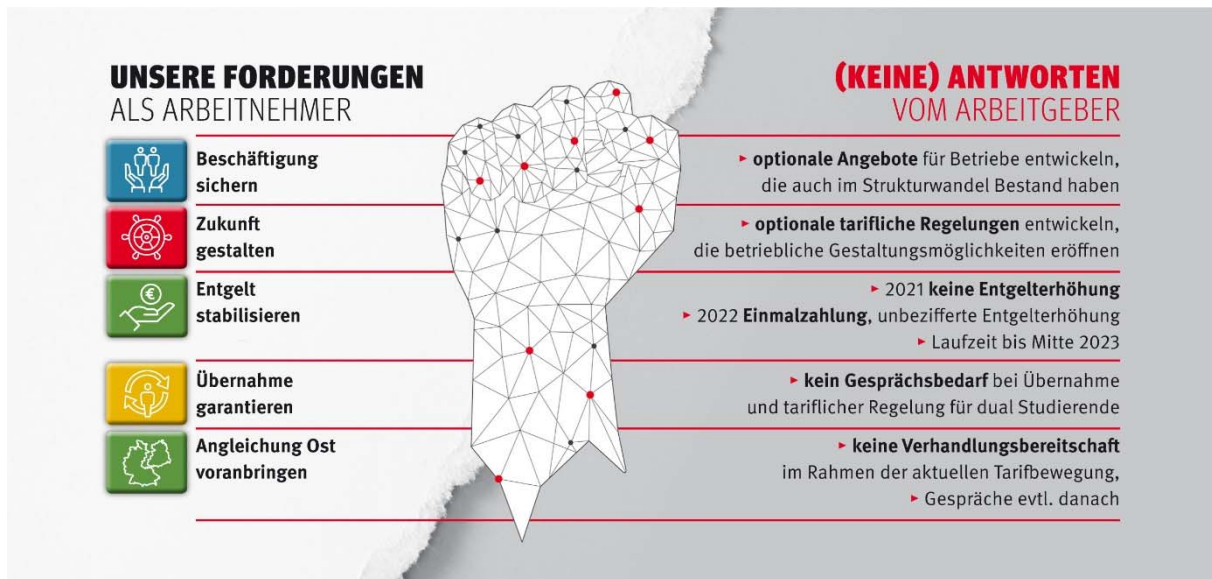 UNSERE FORDERUNGEN
ALS ARBEITNEHMER
(KEINE) ANTWORTEN
VOM ARBEITGEBER
Beschäftigung
sichern
▸ optionale Angebote für Betriebe entwickeln,
die auch im Strukturwandel Bestand haben
Zukunft
gestalten
▸ optionale tarifliche Regelungen entwickeln,
die betriebliche Gestaltungsmöglichkeiten eröffnen
€
Entgelt
stabilisieren
▸ 2021 keine Entgelterhöhung
▸ 2022 Einmalzahlung, unbezifferte Entgelterhöhung
▸ Laufzeit bis Mitte 2023
Übernahme
garantieren
▸ kein Gesprächsbedarf bei Übernahme
und tariflicher Regelung für dual Studierende
Angleichung Ost
voranbringen
▸ keine Verhandlungsbereitschaft
im Rahmen der aktuellen Tarifbewegung,
▸ Gespräche evtl. danach